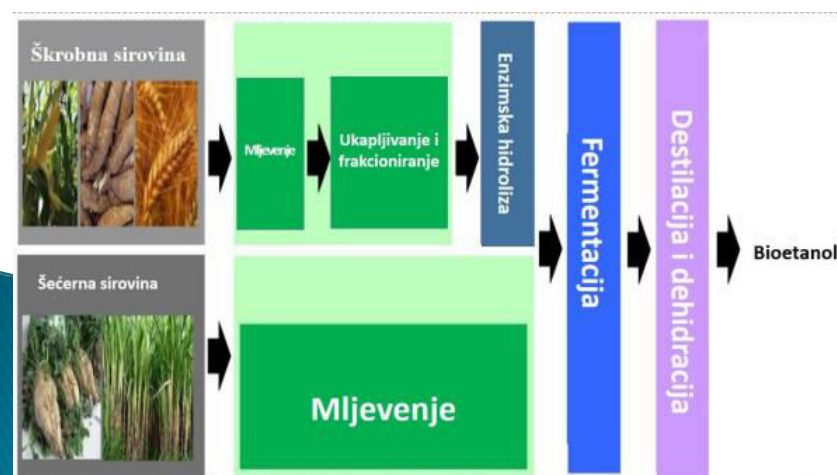 Škrobna sirovina
Mljevenje
Ukapljivanje i
frakcioniranje
Enzimska hidroliza
Šećerna sirovina
Mljevenje
Fermentacija
Destilacija i dehidracija
Bioetanol